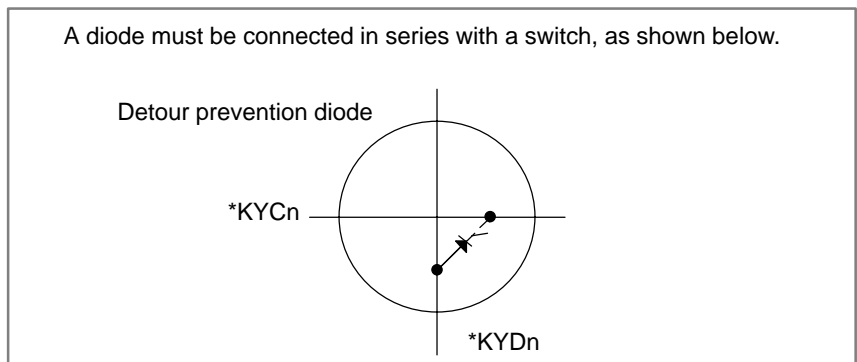 A diode must be connected in series with a switch, as shown below.
Detour prevention diode
*KYCn
*KYDn